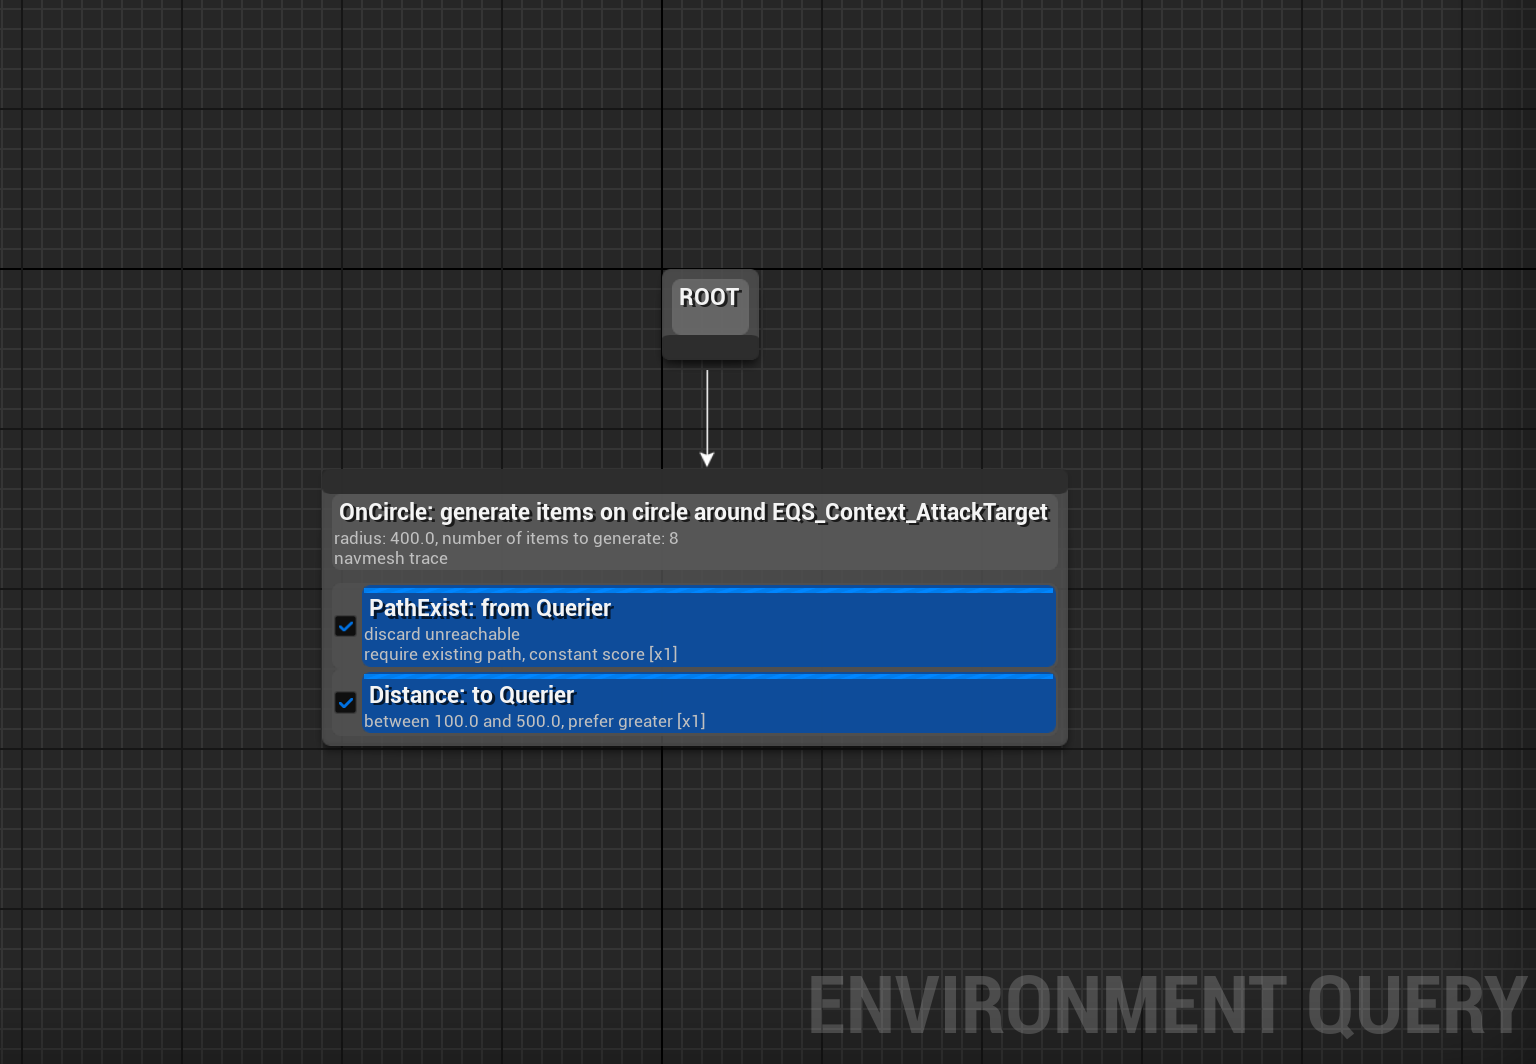 ROOT
OnCircle: generate items on circle around EQS_Context_AttackTarget
radius: 400.0, number of items to generate: 8
navmesh trace
PathExist: from Querier
discard unreachable
require existing path, constant score [x1]
Distance: to Querier
between 100.0 and 500.0, prefer greater [x1]
ENVIRONMENT QUERY